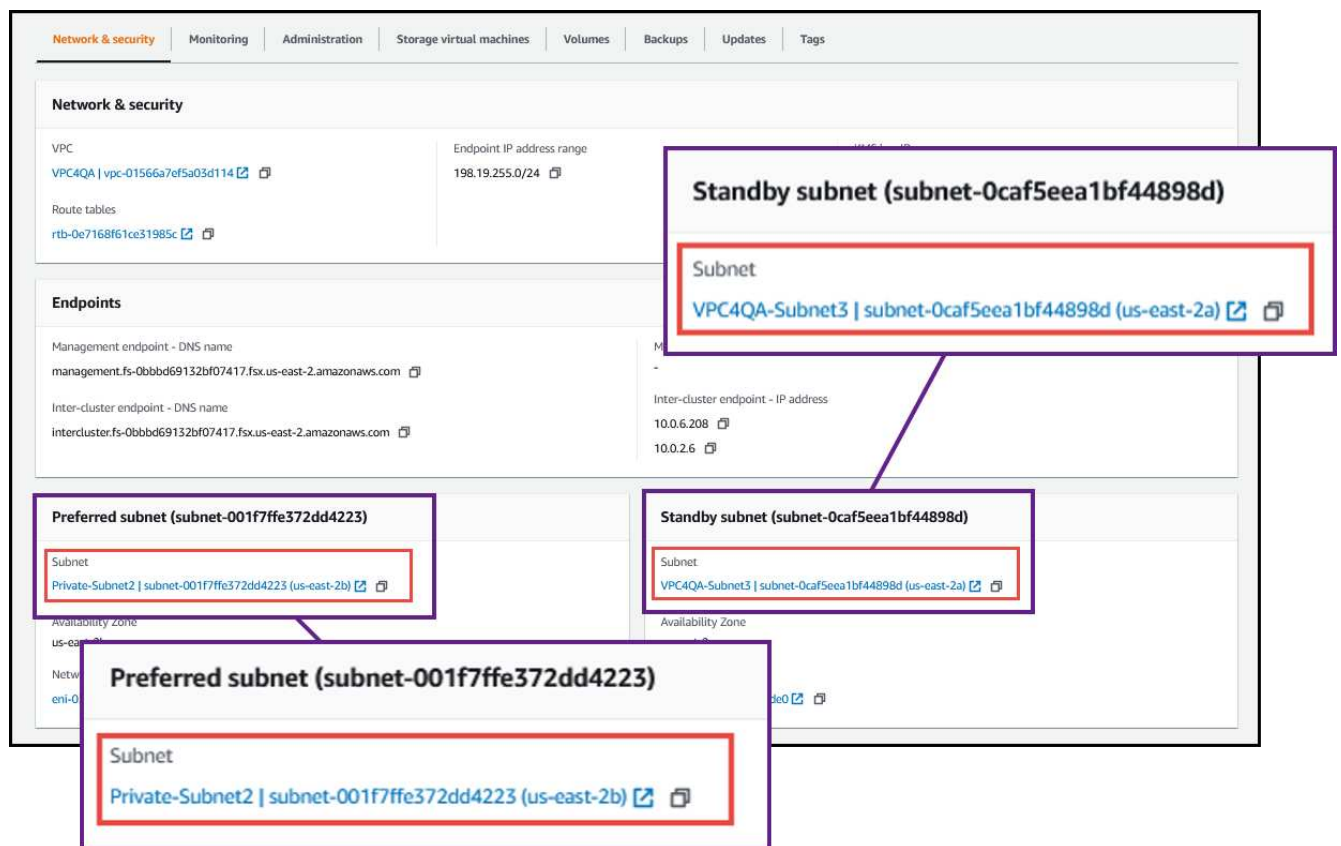 Network & security
Monitoring
Administration
Storage virtual machines
Volumes
Backups
Updates
Tags
Network & security
VPC
VPC4QA | vpc-01566a7ef5a03d114
Route tables
rtb-0e7168f61ce31985c
Endpoint IP address range
198.19.255.0/24
Standby subnet (subnet-0caf5eea1bf44898d)
Subnet
VPC4QA-Subnet3 | subnet-0caf5eea1bf44898d (us-east-2a)
Endpoints
Management endpoint - DNS name
management.fs-0bbbd69132bf07417.fsx.us-east-2.amazonaws.com
Inter-cluster endpoint - DNS name
intercluster.fs-0bbbd69132bf07417.fsx.us-east-2.amazonaws.com
-
Inter-cluster endpoint - IP address
10.0.6.208
10.0.2.6
Preferred subnet (subnet-001f7ffe372dd4223)
Subnet
Private-Subnet2 | subnet-001f7ffe372dd4223 (us-east-2b)
Availability Zone
Standby subnet (subnet-0caf5eea1bf44898d)
Subnet
VPC4QA-Subnet3 | subnet-0caf5eea1bf44898d (us-east-2a)
Availability Zone
Preferred subnet (subnet-001f7ffe372dd4223)
Subnet
Private-Subnet2 | subnet-001f7ffe372dd4223 (us-east-2b)